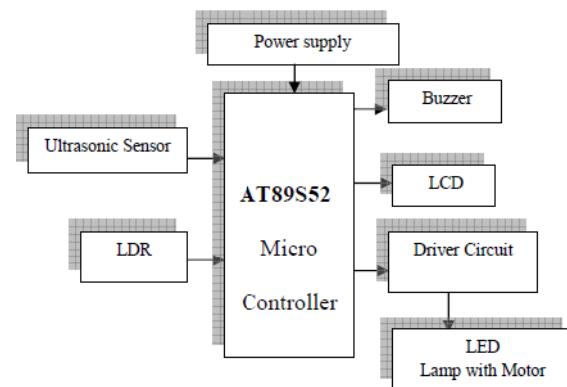 Power supply
Buzzer
Ultrasonic Sensor
LCD
AT89S52
Micro
Controller
LDR
Driver Circuit
LED
Lamp with Motor